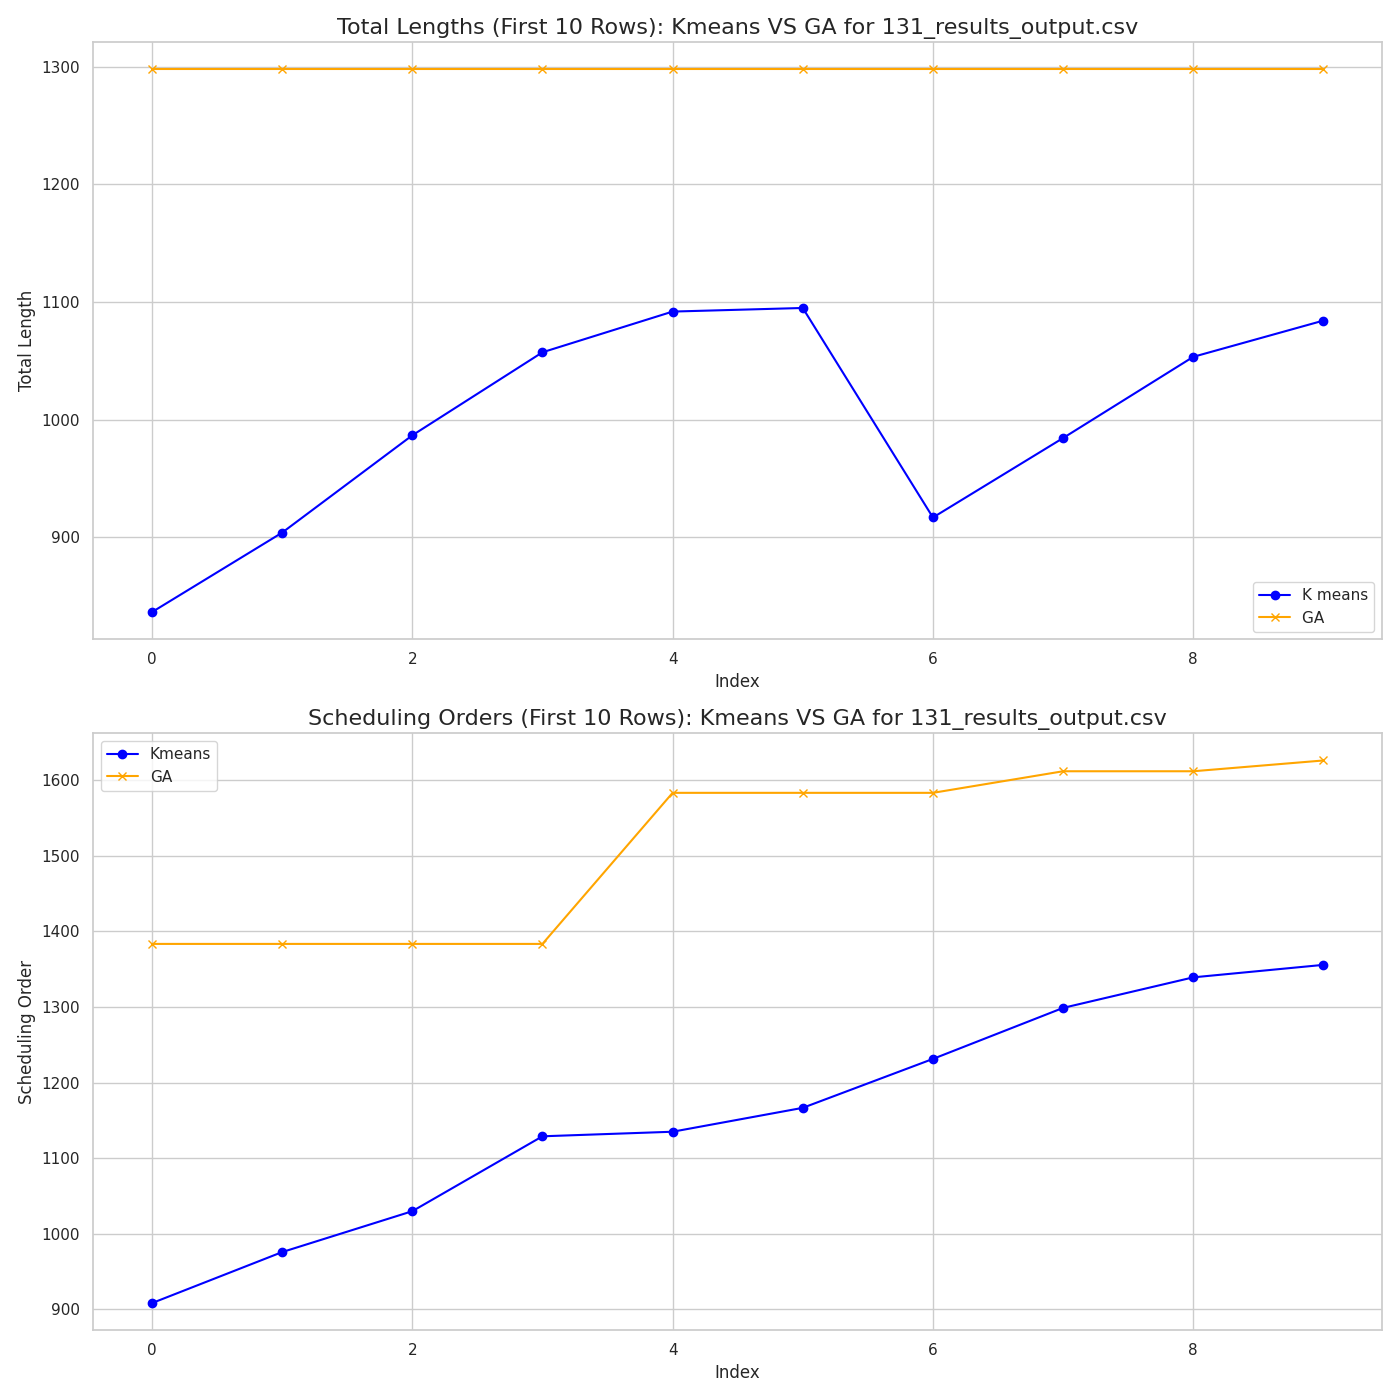 Total Lengths (First 10 Rows): Kmeans VS GA for 131_results_output.csv
1300
1200
1100
1000
900
Total Length
K means
GA
0 2 4 6 8
Index
Scheduling Orders (First 10 Rows): Kmeans VS GA for 131_results_output.csv
Kmeans
GA
1600
1500
1400
1300
1200
1100
1000
900
Scheduling Order
0 2 4 6 8
Index